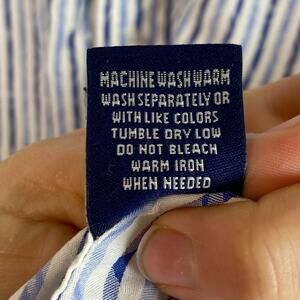 MACHINE WASH WARM
WASH SEPARATELY OR
WITH LIKE COLORS
TUMBLE DRY LOW
DO NOT BLEACH
WARM IRON
WHEN NEEDED